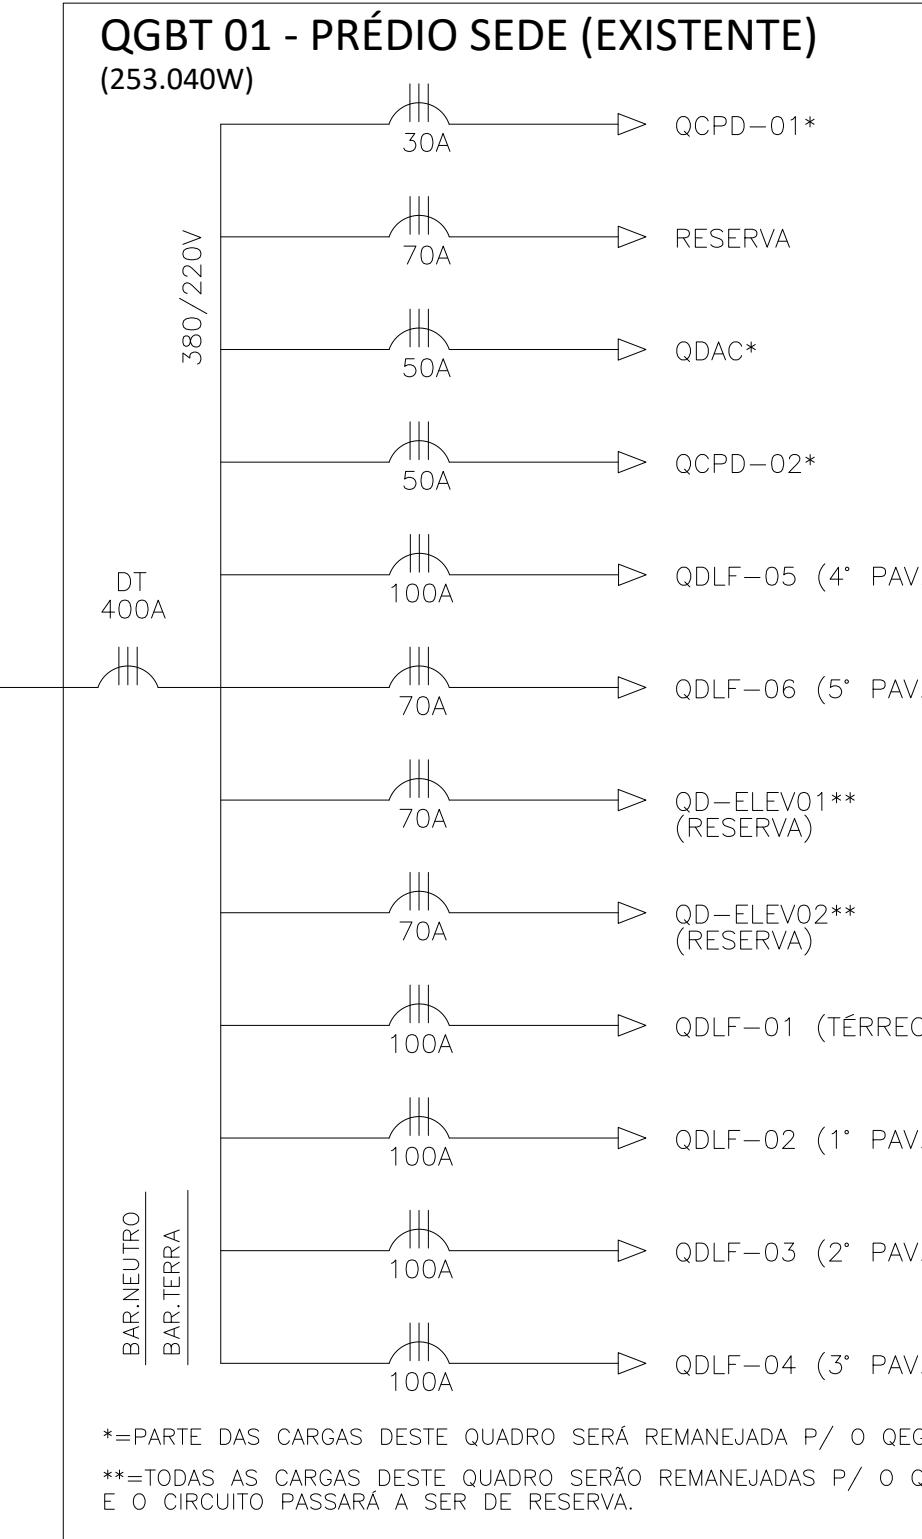 QGBT 01 - PRÉDIO SEDE (EXISTENTE)
(253.040W)
380/220V
30A
QCPD-01*
70A
RESERVA
50A
QDAC*
50A
QCPD-02*
DT
400A
100A
QDLF-05 (4° PAV
70A
QDLF-06 (5° PAV.
70A
QD-ELEV01**
(RESERVA)
70A
QD-ELEV02**
(RESERVA)
100A
QDLF-01 (TÉRREO
100A
QDLF-02 (1° PAV.
100A
QDLF-03 (2° PAV.
100A
QDLF-04 (3° PAV.
BAR.NEUTRO
BAR.TERRA
*=PARTE DAS CARGAS DESTE QUADRO SERÁ REMANEJADA P/ O QEG
**=TODAS AS CARGAS DESTE QUADRO SERÃO REMANEJADAS P/ O Q
E O CIRCUITO PASSARÁ A SER DE RESERVA.